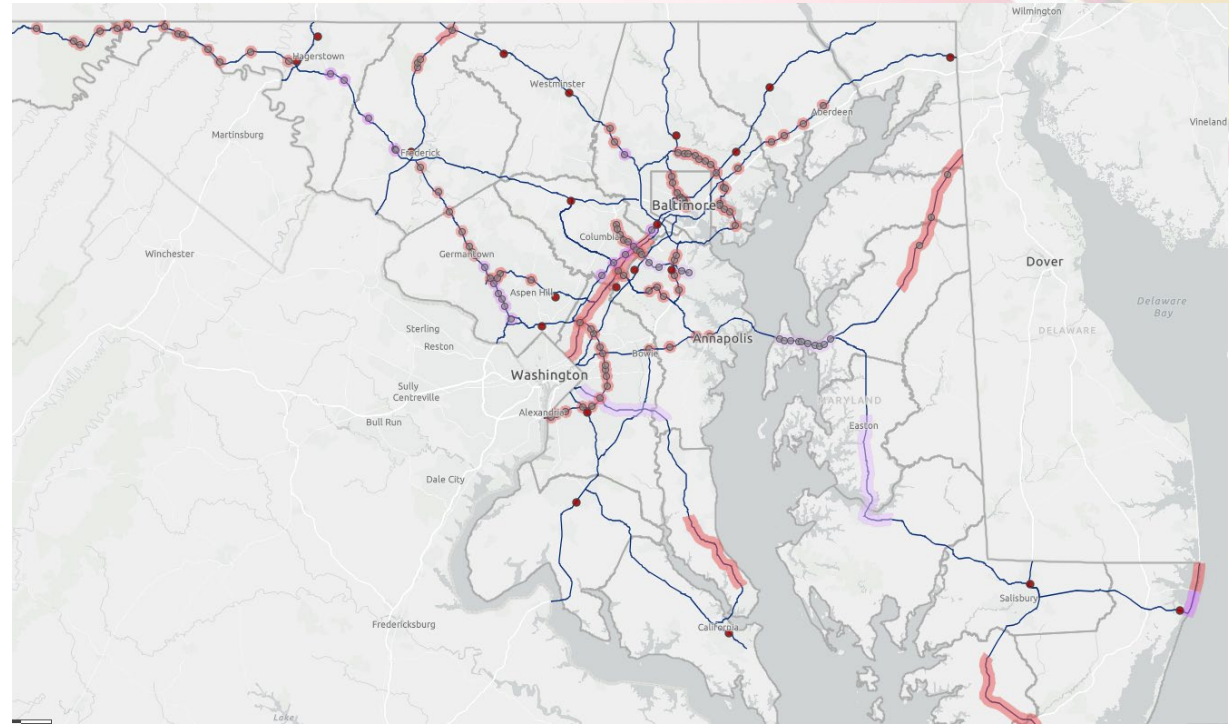 Wilmington
Hagerstown
Westminster
Aberdeen
Vineland
Martinsburg
Frederick
Baltimore
Columbia
Winchester
Germantown
Dover
Aspen Hill
Delaware
Bay
Sterling
Reston
DELAWARE
Annapolis
Bowie
Washington
Sully
Centreville
MARYLAND
Alexandria
Bull Run
Easton
Dale City
Salisbury
Fredericksburg
California
Lake